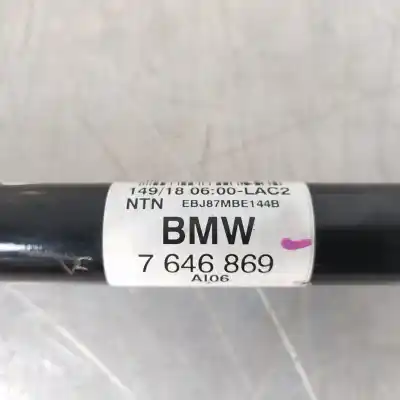 149/18 06:00-LAC2
NTN EBJ87MBE144B
BMW
7 646 869
AI06